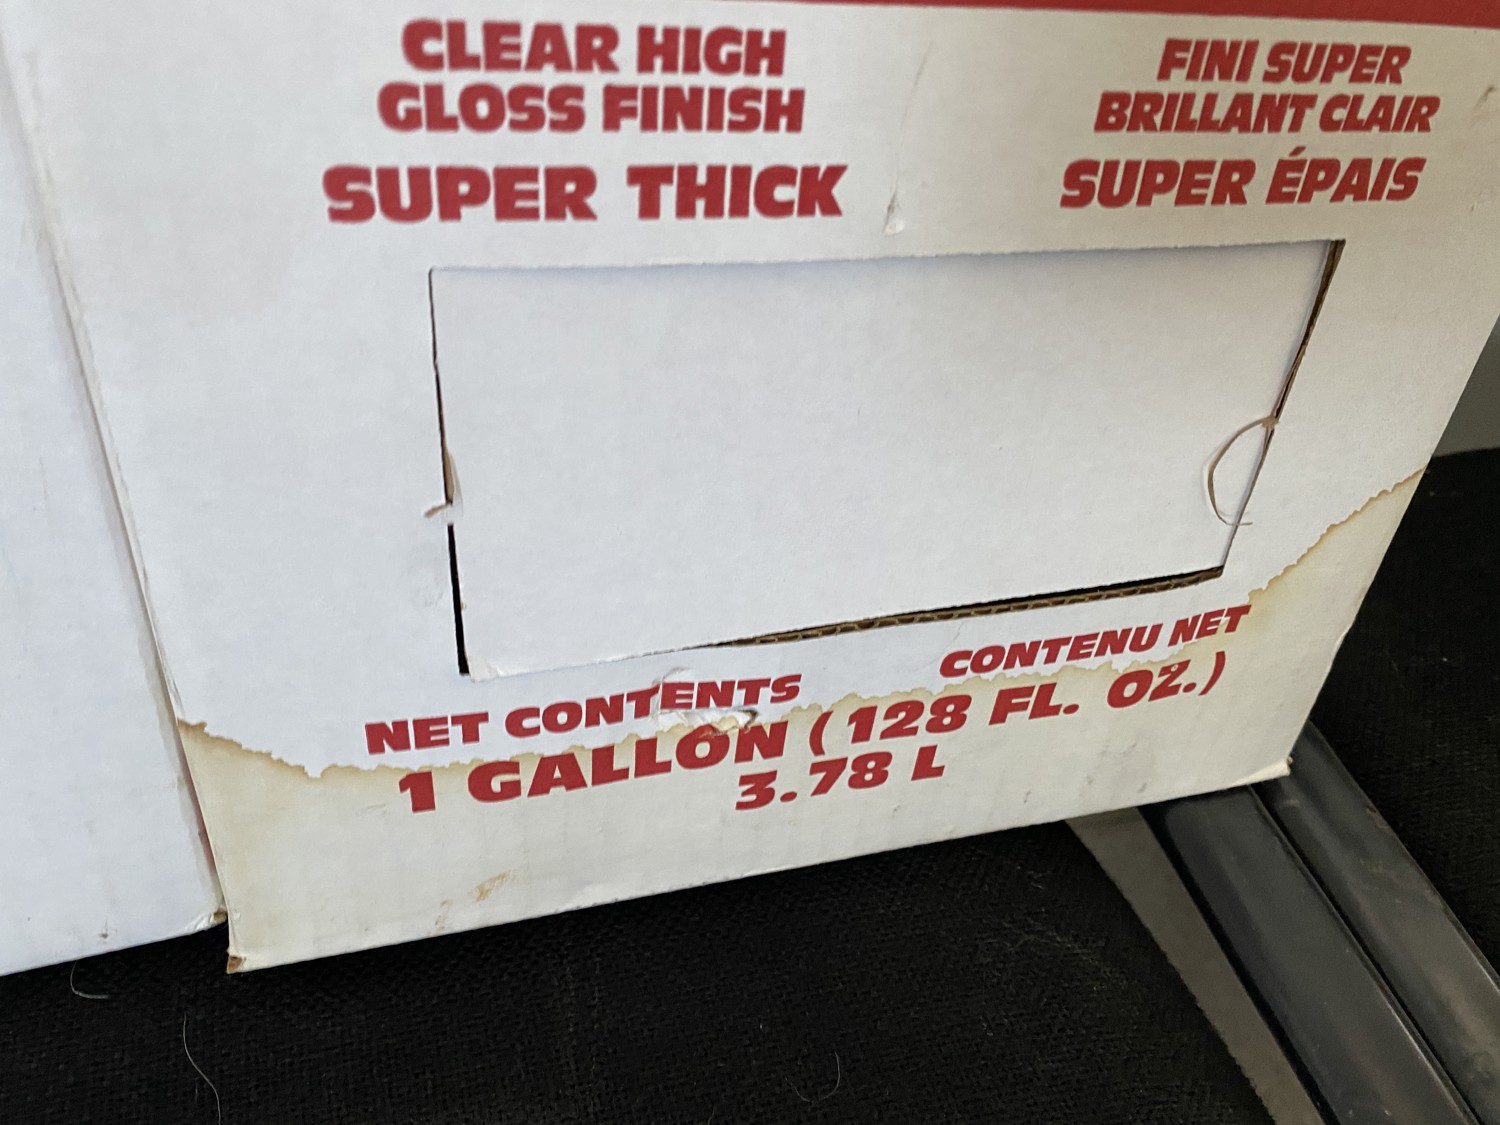 CLEAR HIGH
GLOSS FINISH
SUPER THICK
FINI SUPER
BRILLANT CLAIR
SUPER ÉPAIS
NET CONTENTS
CONTENU NET
1 GALLON (128 FL. OZ.)
3.78 L